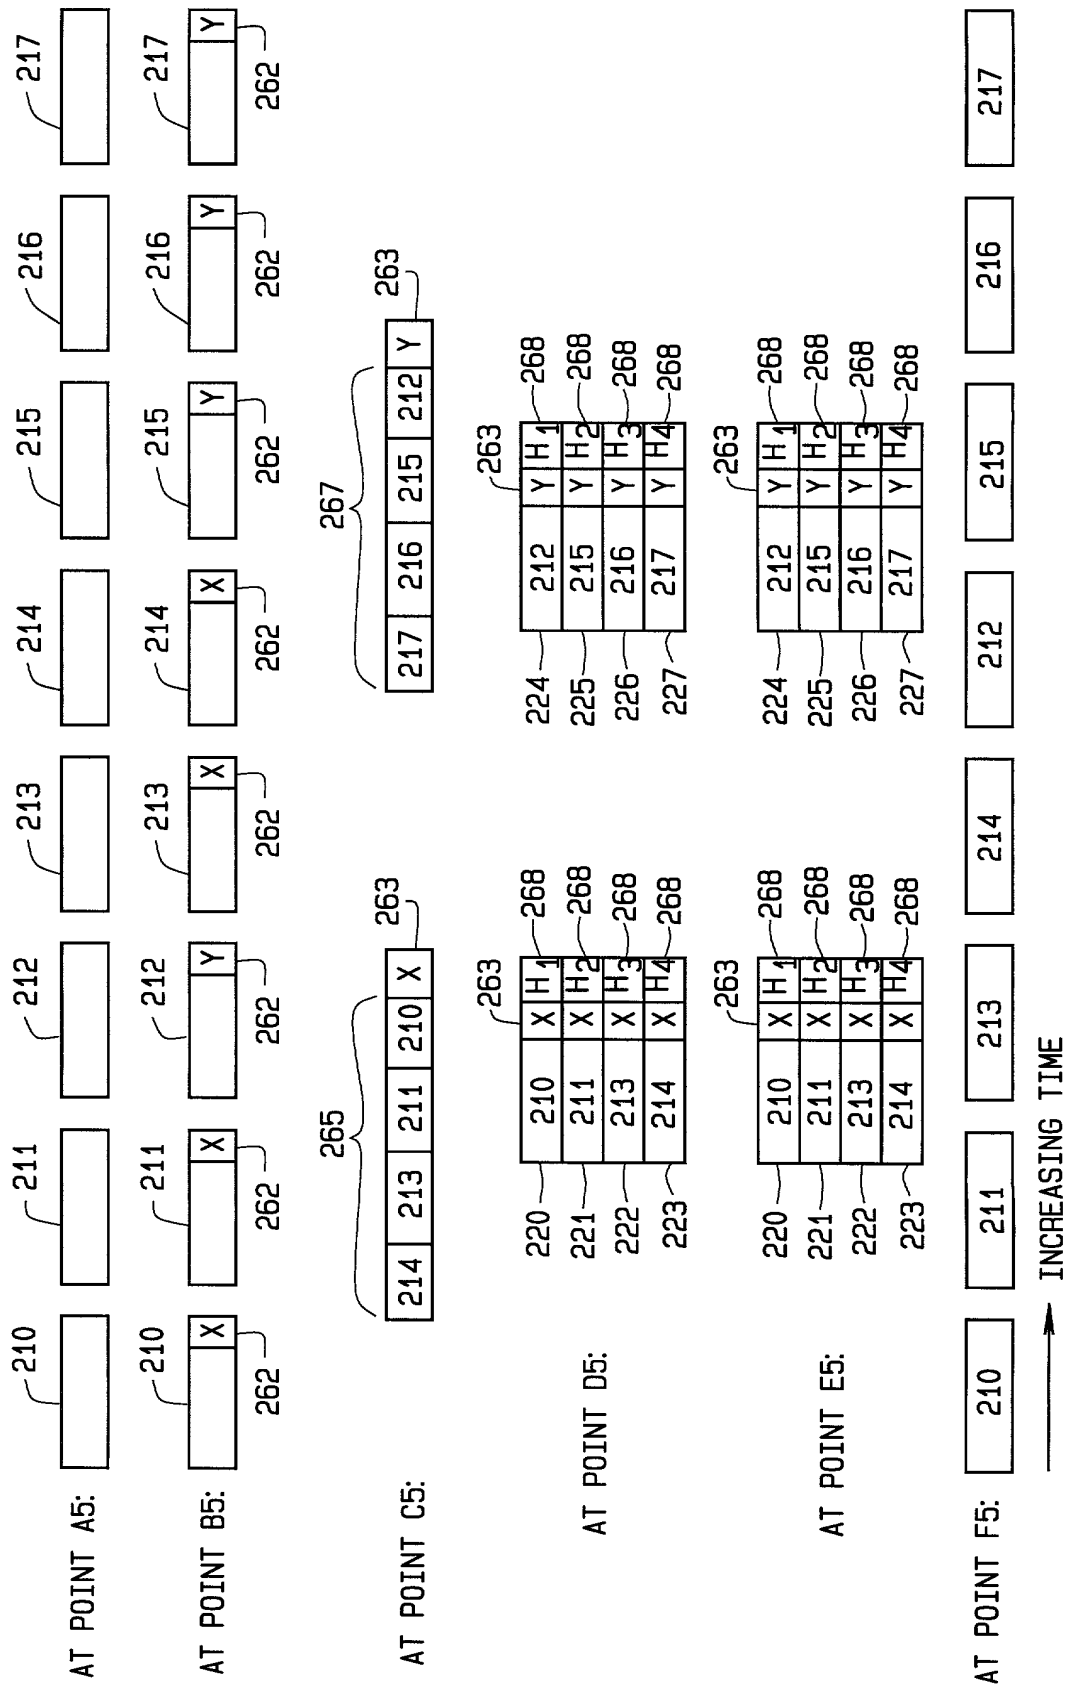 210 211 212 213 214 215 216 217
AT POINT A5:
210 211 212 213 214 215 216 217
AT POINT B5: X X Y X X Y Y Y
262 262 262 262 262 262 262 262
265 267
AT POINT C5: 214 213 211 210 X 217 216 215 212 Y
263 263
263 263
220 210 X H1 268 224 212 Y H1 268
AT POINT D5: 221 211 X H2 268 225 215 Y H2 268
222 213 X H3 268 226 216 Y H3 268
223 214 X H4 268 227 217 Y H4 268
263 263
220 210 X H1 268 224 212 Y H1 268
AT POINT E5: 221 211 X H2 268 225 215 Y H2 268
222 213 X H3 268 226 216 Y H3 268
223 214 X H4 268 227 217 Y H4 268
AT POINT F5: 210 211 213 214 212 215 216 217
INCREASING TIME